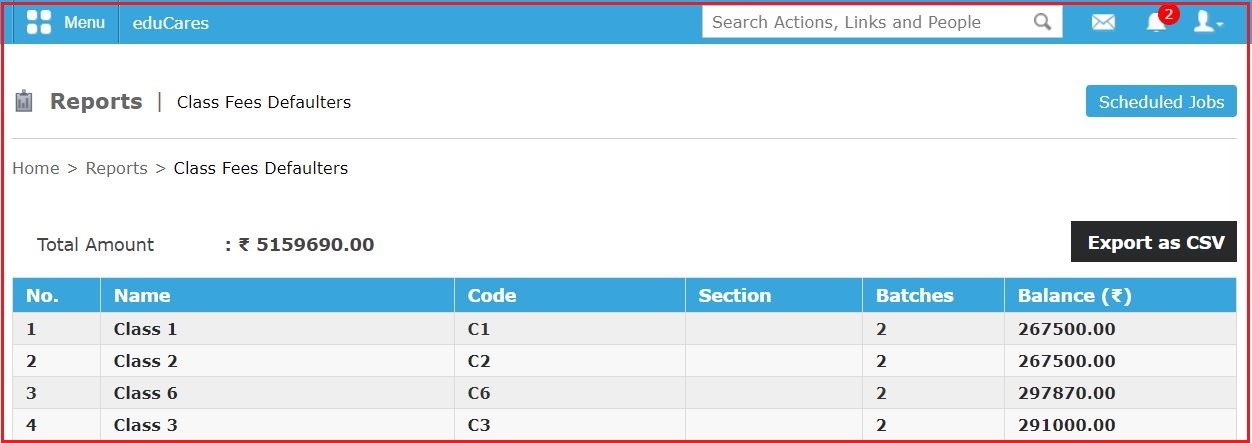 Menu eduCares Search Actions, Links and People 2
Reports | Class Fees Defaulters Scheduled Jobs
Home > Reports > Class Fees Defaulters
Total Amount : ₹ 5159690.00 Export as CSV
No. Name Code Section Batches Balance (₹)
1 Class 1 C1 2 267500.00
2 Class 2 C2 2 267500.00
3 Class 6 C6 2 297870.00
4 Class 3 C3 2 291000.00